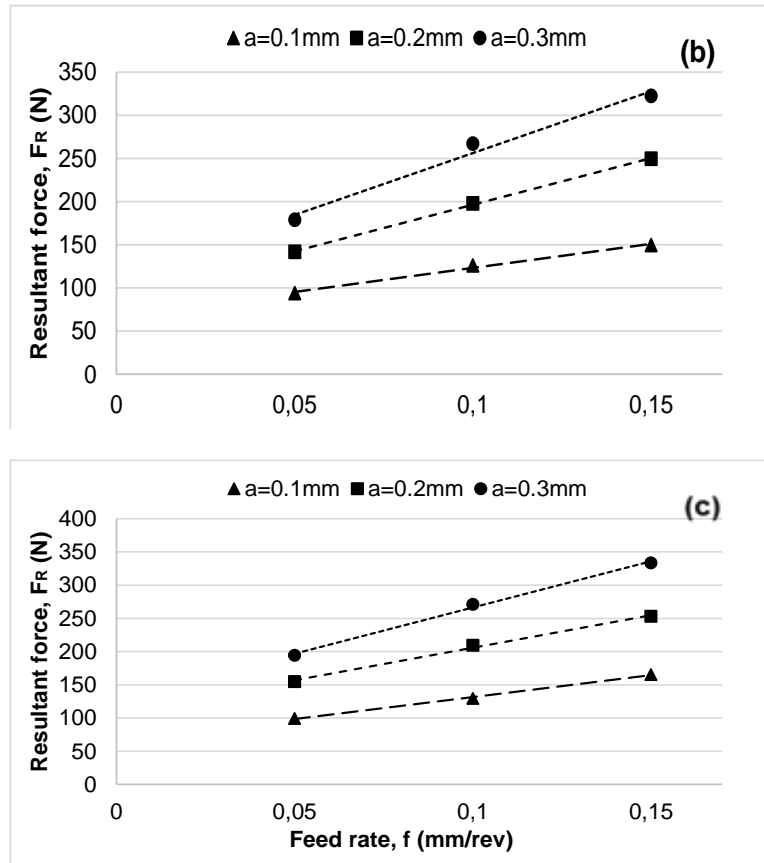 a=0.1mm a=0.2mm a=0.3mm
(b)
350
300
250
200
150
100
50
0
Resultant force, FR (N)
0 0,05 0,1 0,15
a=0.1mm a=0.2mm a=0.3mm
(c)
400
350
300
250
200
150
100
50
0
Resultant force, FR (N)
0 0,05 0,1 0,15
Feed rate, f (mm/rev)